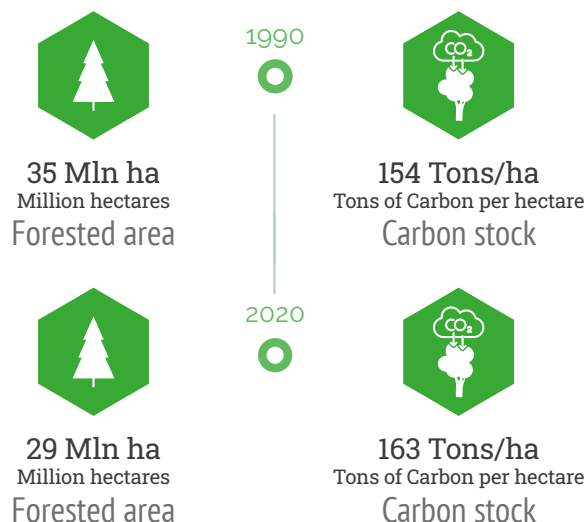 1990
CO2
35 Mln ha
Million hectares
Forested area
154 Tons/ha
Tons of Carbon per hectare
Carbon stock
2020
CO2
29 Mln ha
Million hectares
Forested area
163 Tons/ha
Tons of Carbon per hectare
Carbon stock